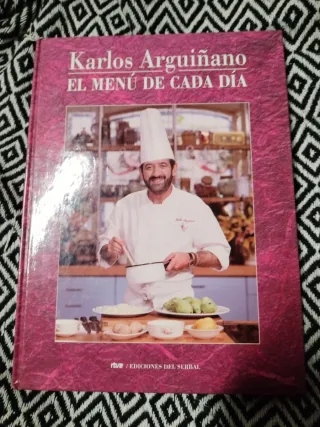 Karlos Arguiñano
EL MENÚ DE CADA DÍA
rtve / EDICIONES DEL SERBAL